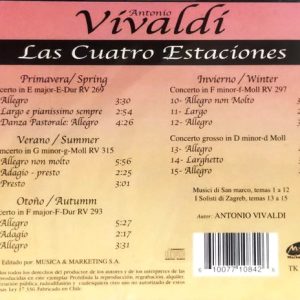 Antonio
Vivaldi
Las Cuatro Estaciones
Primavera/Spring
certo in E major-E-Dur RV 269
Allegro 3:30
Largo e pianissimo sempre 2:54
Danza Pastorale: Allegro 4:26
Verano/Summer
certo in G minor-g-Moll RV 315
Allegro non molto 5:56
Adagio - presto 2:25
Presto 3:01
Otoño/Autumm
certo in F major-F-Dur RV 293
Allegro 5:27
Adagio 2:17
Allegro 3:31
Invierno/Winter
Concerto in F minor-f-Moll RV 297
10- Allegro non Molto
11- Largo
12- Allegro
Concerto grosso in D minor-d Moll
13- Allegro
14- Larghetto
15- Allegro
Musici di San marco, temas 1 a 12
I Solisti di Zagreb, temas 13 a 15
Autor: ANTONIO VIVALDI
Editado por: MUSICA & MARKETING S.A.
TK